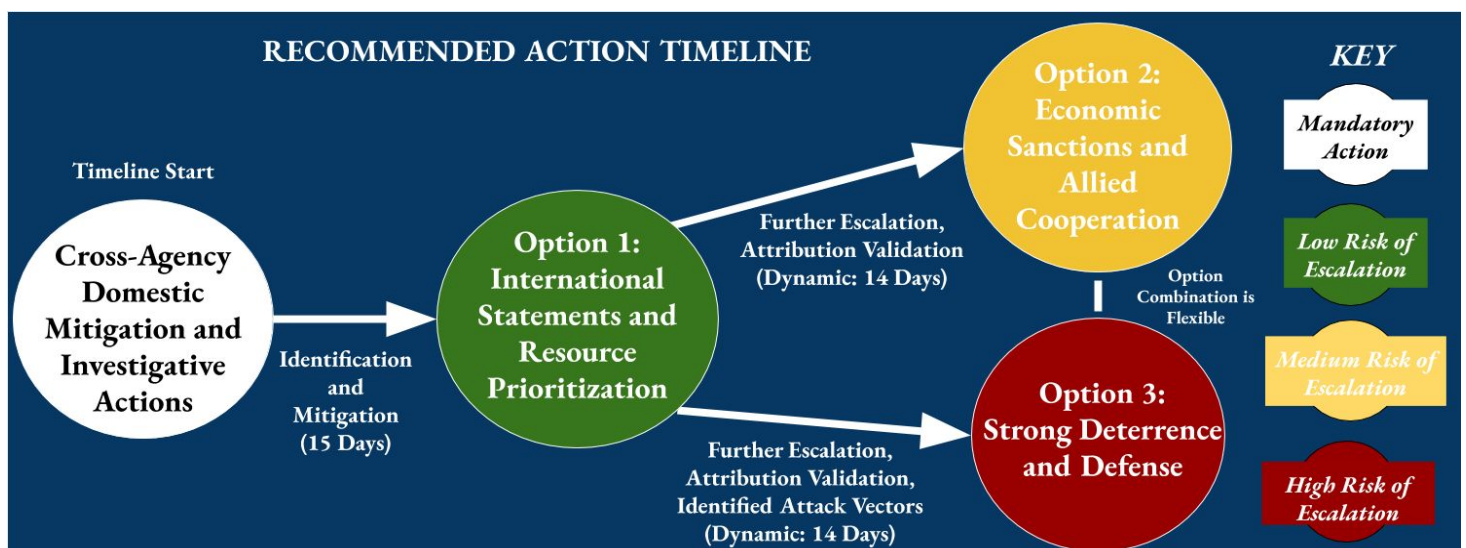 RECOMMENDED ACTION TIMELINE
Timeline Start
Cross-Agency
Domestic
Mitigation and
Investigative
Actions
Identification
and
Mitigation
(15 Days)
Option 1:
International
Statements and
Resource
Prioritization
Further Escalation,
Attribution Validation
(Dynamic: 14 Days)
Option 2:
Economic
Sanctions and
Allied
Cooperation
Option
Combination is
Flexible
Further Escalation,
Attribution Validation,
Identified Attack Vectors
(Dynamic: 14 Days)
Option 3:
Strong Deterrence
and Defense
KEY
Mandatory
Action
Low Risk of
Escalation
Medium Risk of
Escalation
High Risk of
Escalation